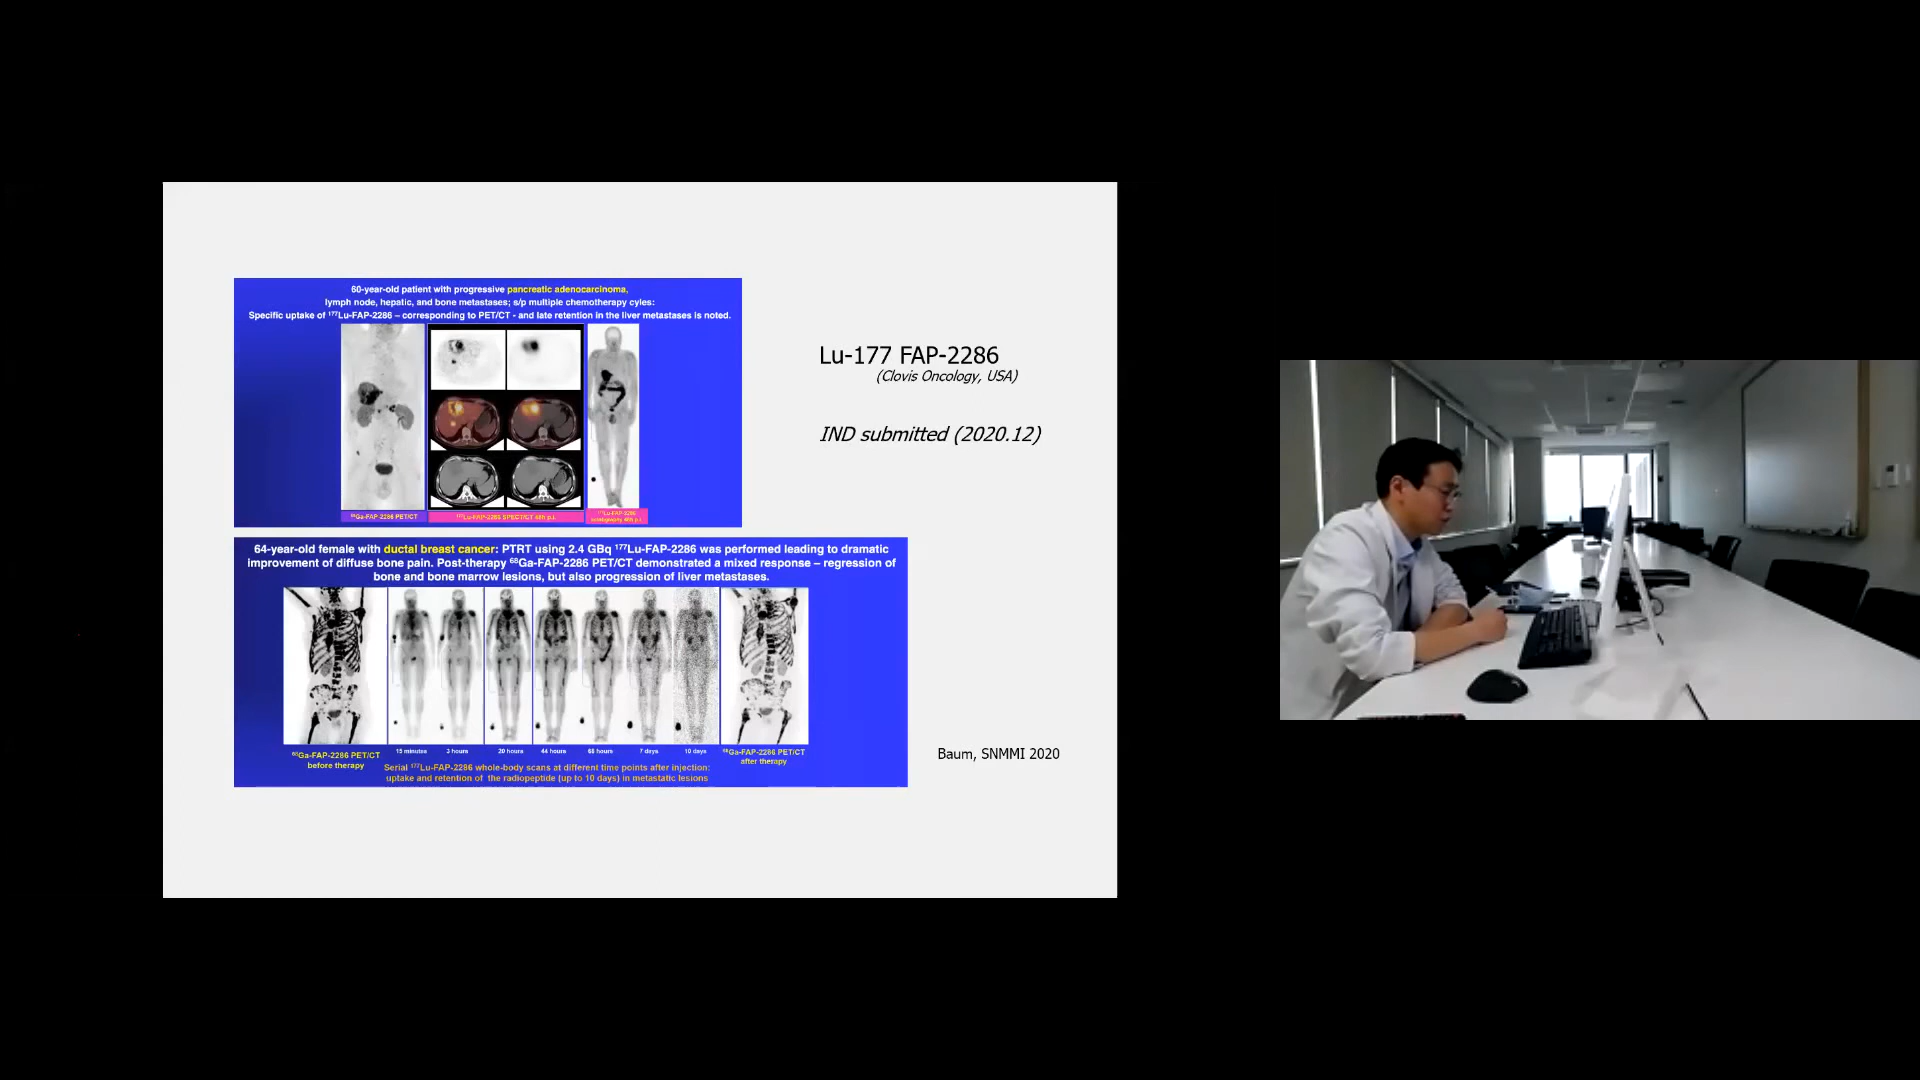 60-year-old patient with progressive pancreatic adenocarcinoma,
lymph node, hepatic, and bone metastases; s/p multiple chemotherapy cyles:
Specific uptake of ¹⁷⁷Lu-FAP-2286 – corresponding to PET/CT - and late retention in the liver metastases is noted.
⁶⁸Ga-FAP-2286 PET/CT
¹⁷⁷Lu-FAP-2286 SPECT/CT 48h p.i.
¹⁷⁷Lu-FAP-2286
48h p.i.
Lu-177 FAP-2286
(Clovis Oncology, USA)
IND submitted (2020.12)
64-year-old female with ductal breast cancer: PTRT using 2.4 GBq ¹⁷⁷Lu-FAP-2286 was performed leading to dramatic
improvement of diffuse bone pain. Post-therapy ⁶⁸Ga-FAP-2286 PET/CT demonstrated a mixed response – regression of
bone and bone marrow lesions, but also progression of liver metastases.
⁶⁸Ga-FAP-2286 PET/CT
before therapy
15 minutes
3 hours
20 hours
44 hours
68 hours
7 days
10 days
⁶⁸Ga-FAP-2286 PET/CT
after therapy
Serial ¹⁷⁷Lu-FAP-2286 whole-body scans at different time points after injection:
uptake and retention of the radiopeptide (up to 10 days) in metastatic lesions
Baum, SNMMI 2020